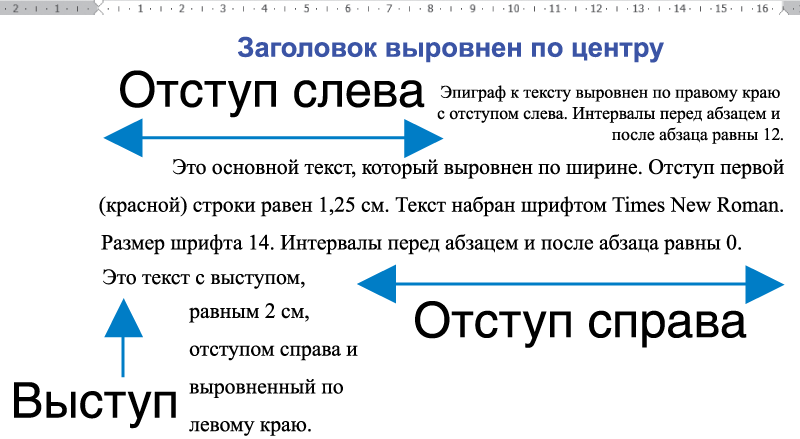 2 1 1 2 3 4 5 6 7 8 9 10 11 12 13 14 15 16
Заголовок выровнен по центру
Отступ слева
Эпиграф к тексту выровнен по правому краю
с отступом слева. Интервалы перед абзацем и
после абзаца равны 12.
Это основной текст, который выровнен по ширине. Отступ первой
(красной) строки равен 1,25 см. Текст набран шрифтом Times New Roman.
Размер шрифта 14. Интервалы перед абзацем и после абзаца равны 0.
Это текст с выступом,
равным 2 см,
отступом справа и
выровненный по
левому краю.
Отступ справа
Выступ